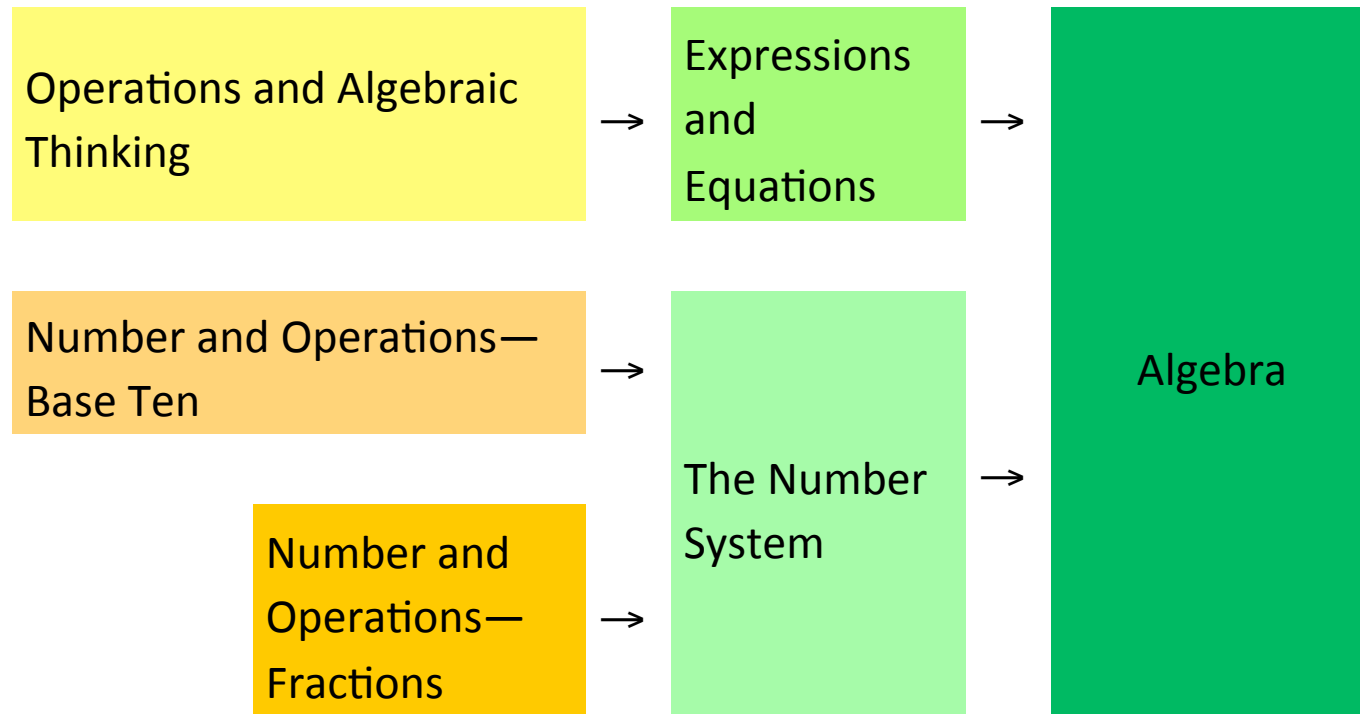 Operations and Algebraic
Thinking
Expressions
and
Equations
Number and Operations—
Base Ten
Algebra
The Number
System
Number and
Operations—
Fractions